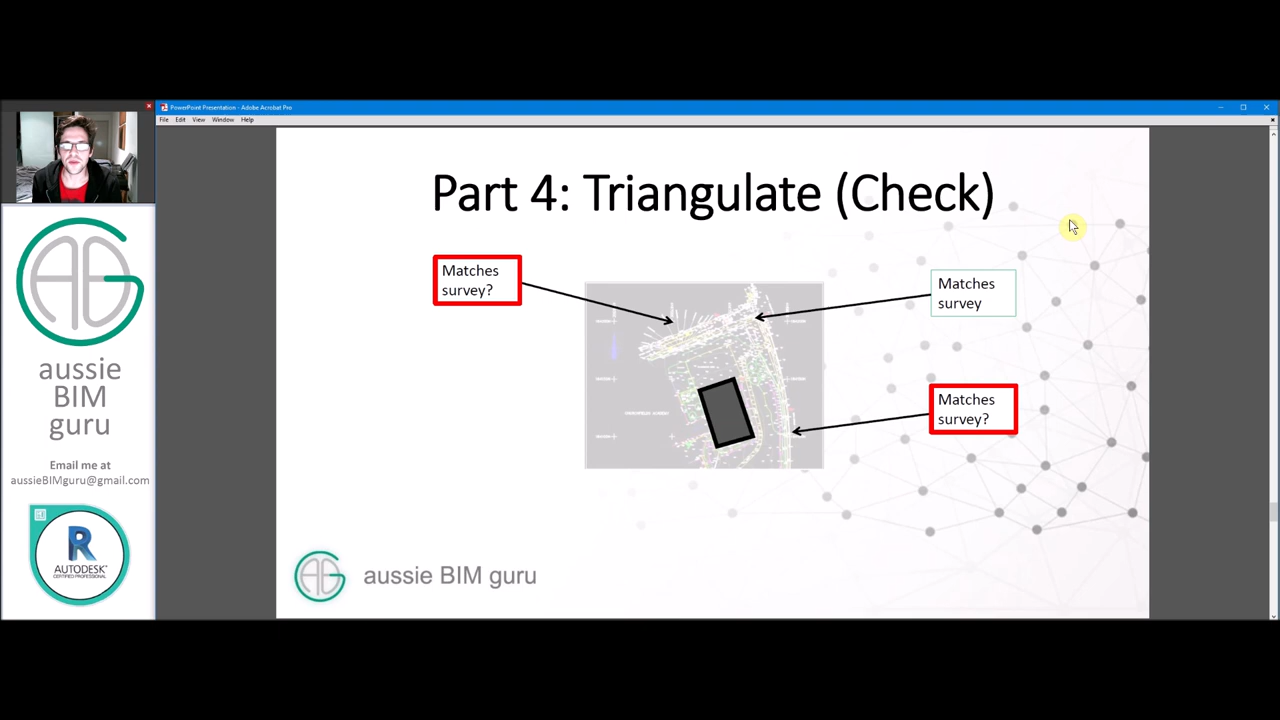 PowerPoint Presentation - Adobe Acrobat Pro
File Edit View Window Help
Part 4: Triangulate (Check)
Matches
survey?
Matches
survey
Matches
survey?
aussie BIM guru
AG
aussie
BIM
guru
Email me at
aussieBIMguru@gmail.com
R
AUTODESK
CERTIFIED PROFESSIONAL